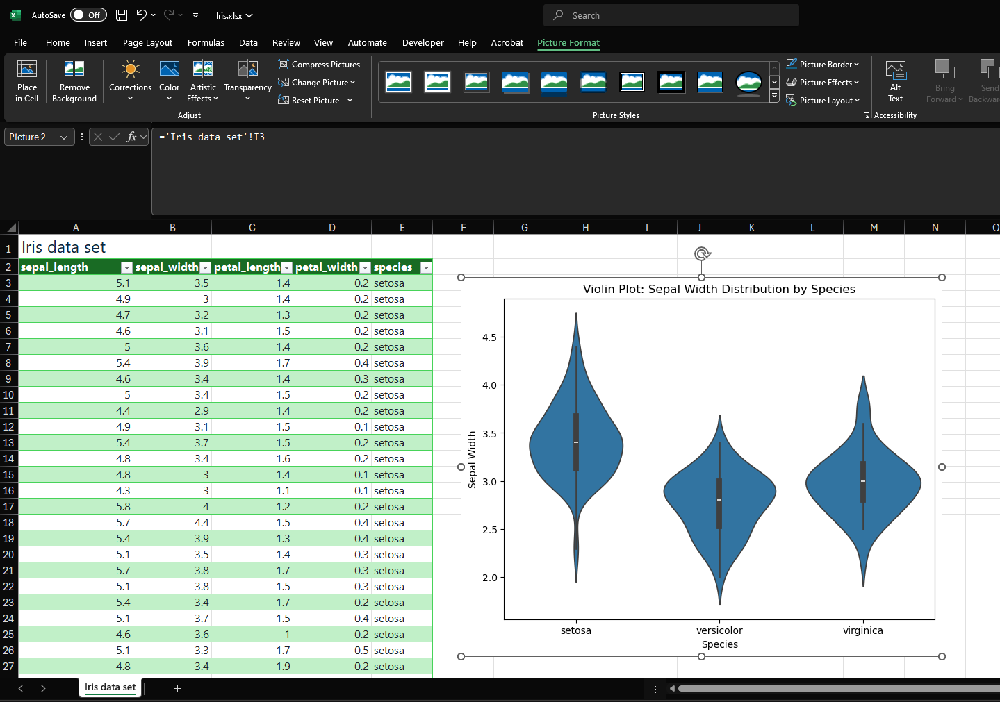 AutoSave Off Iris.xlsx Search
File Home Insert Page Layout Formulas Data Review View Automate Developer Help Acrobat Picture Format
Place in Cell
Remove Background
Corrections
Color
Artistic Effects
Transparency
Compress Pictures
Change Picture
Reset Picture
Adjust
Picture Styles
Picture Border
Picture Effects
Picture Layout
Alt Text
Accessibility
Bring Forward
Send Backwar
Picture 2 fx ='Iris data set'!I3
A B C D E F G H I J K L M N O
1 Iris data set
2 sepal_length sepal_width petal_length petal_width species
3 5.1 3.5 1.4 0.2 setosa
4 4.9 3 1.4 0.2 setosa
5 4.7 3.2 1.3 0.2 setosa
6 4.6 3.1 1.5 0.2 setosa
7 5 3.6 1.4 0.2 setosa
8 5.4 3.9 1.7 0.4 setosa
9 4.6 3.4 1.4 0.3 setosa
10 5 3.4 1.5 0.2 setosa
11 4.4 2.9 1.4 0.2 setosa
12 4.9 3.1 1.5 0.1 setosa
13 5.4 3.7 1.5 0.2 setosa
14 4.8 3.4 1.6 0.2 setosa
15 4.8 3 1.4 0.1 setosa
16 4.3 3 1.1 0.1 setosa
17 5.8 4 1.2 0.2 setosa
18 5.7 4.4 1.5 0.4 setosa
19 5.4 3.9 1.3 0.4 setosa
20 5.1 3.5 1.4 0.3 setosa
21 5.7 3.8 1.7 0.3 setosa
22 5.1 3.8 1.5 0.3 setosa
23 5.4 3.4 1.7 0.2 setosa
24 5.1 3.7 1.5 0.4 setosa
25 4.6 3.6 1 0.2 setosa
26 5.1 3.3 1.7 0.5 setosa
27 4.8 3.4 1.9 0.2 setosa
Violin Plot: Sepal Width Distribution by Species
Sepal Width
4.5
4.0
3.5
3.0
2.5
2.0
setosa versicolor virginica
Species
Iris data set